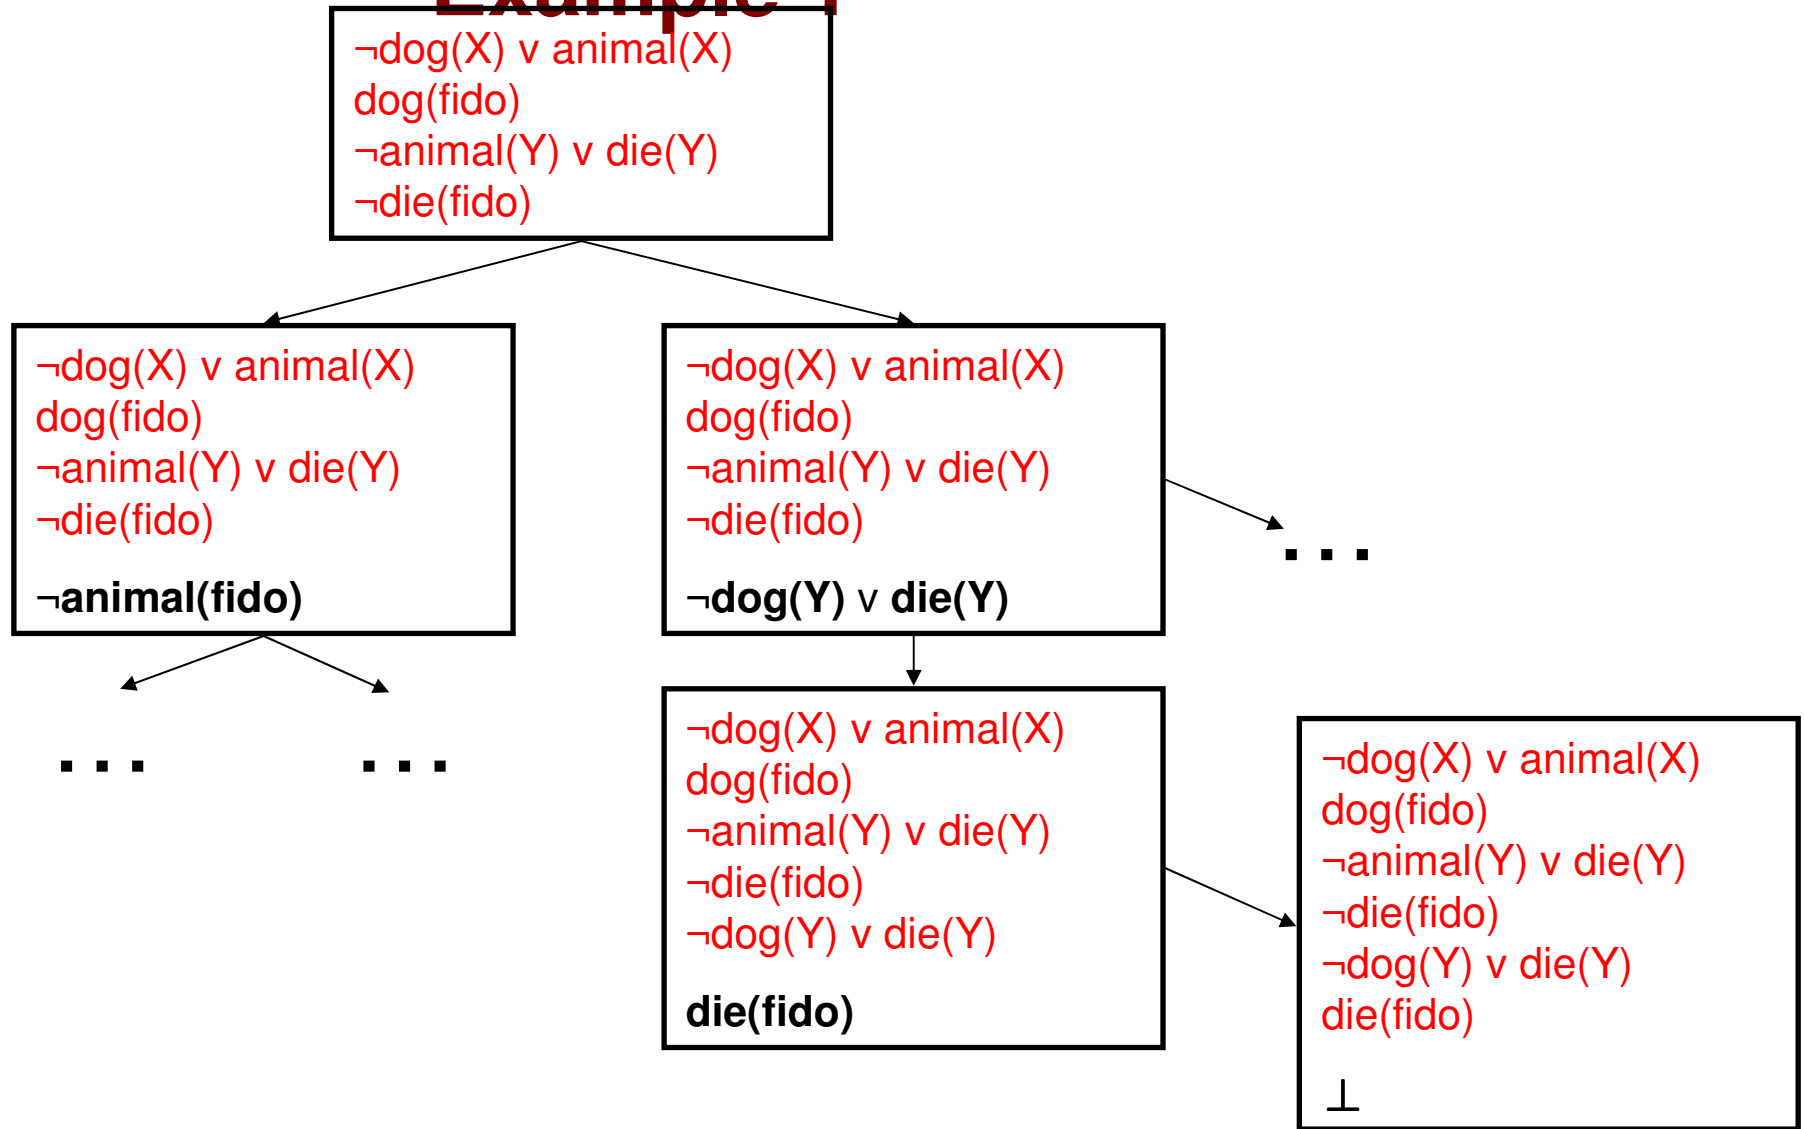 Example 1
¬dog(X) v animal(X)
dog(fido)
¬animal(Y) v die(Y)
¬die(fido)
¬dog(X) v animal(X)
dog(fido)
¬animal(Y) v die(Y)
¬die(fido)
¬animal(fido)
¬dog(X) v animal(X)
dog(fido)
¬animal(Y) v die(Y)
¬die(fido)
¬dog(Y) v die(Y)
...
... ...
¬dog(X) v animal(X)
dog(fido)
¬animal(Y) v die(Y)
¬die(fido)
¬dog(Y) v die(Y)
die(fido)
¬dog(X) v animal(X)
dog(fido)
¬animal(Y) v die(Y)
¬die(fido)
¬dog(Y) v die(Y)
die(fido)
⊥